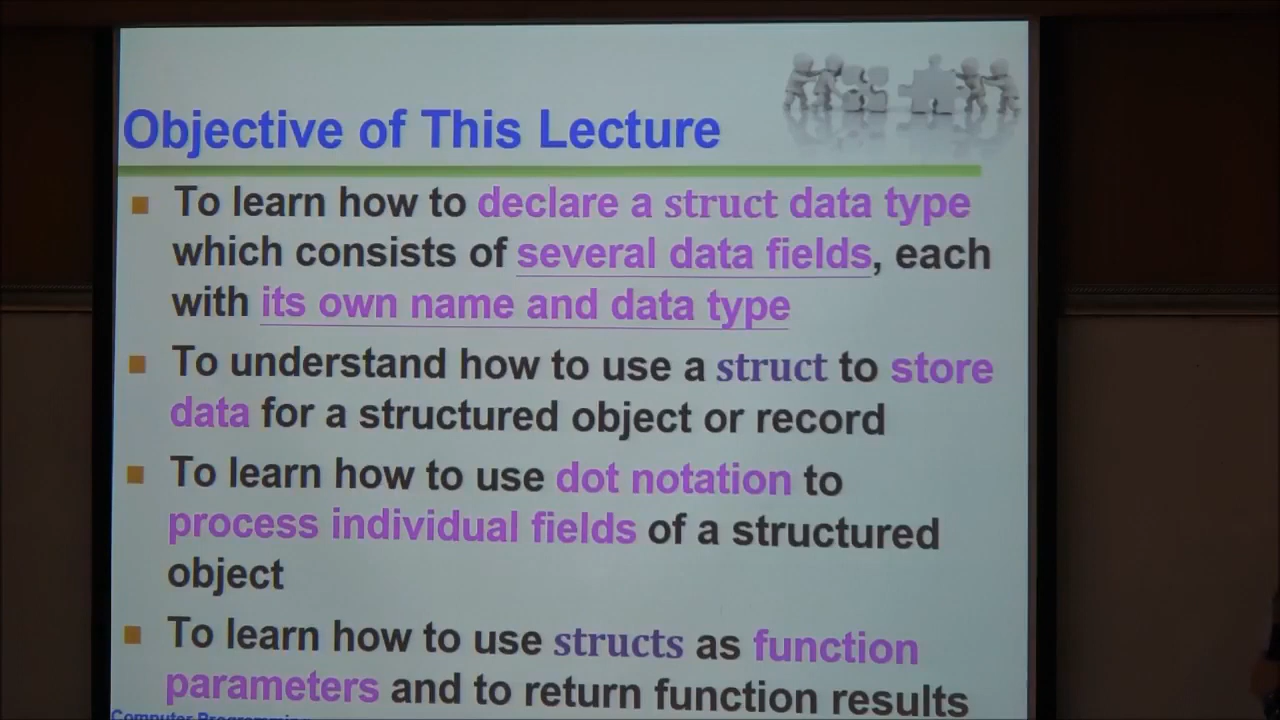 Objective of This Lecture
To learn how to declare a struct data type
which consists of several data fields, each
with its own name and data type
To understand how to use a struct to store
data for a structured object or record
To learn how to use dot notation to
process individual fields of a structured
object
To learn how to use structs as function
parameters and to return function results
Computer